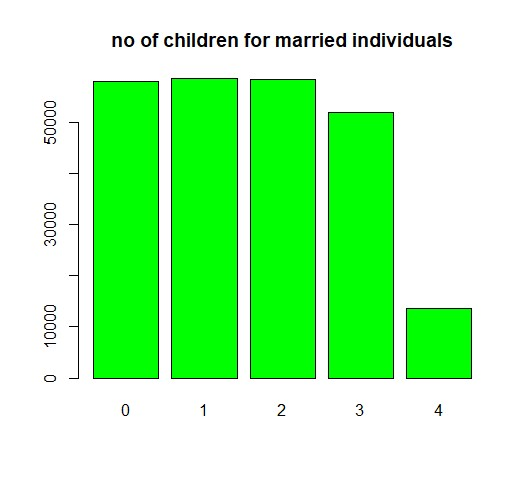 no of children for married individuals
50000
30000
10000
0
0 1 2 3 4